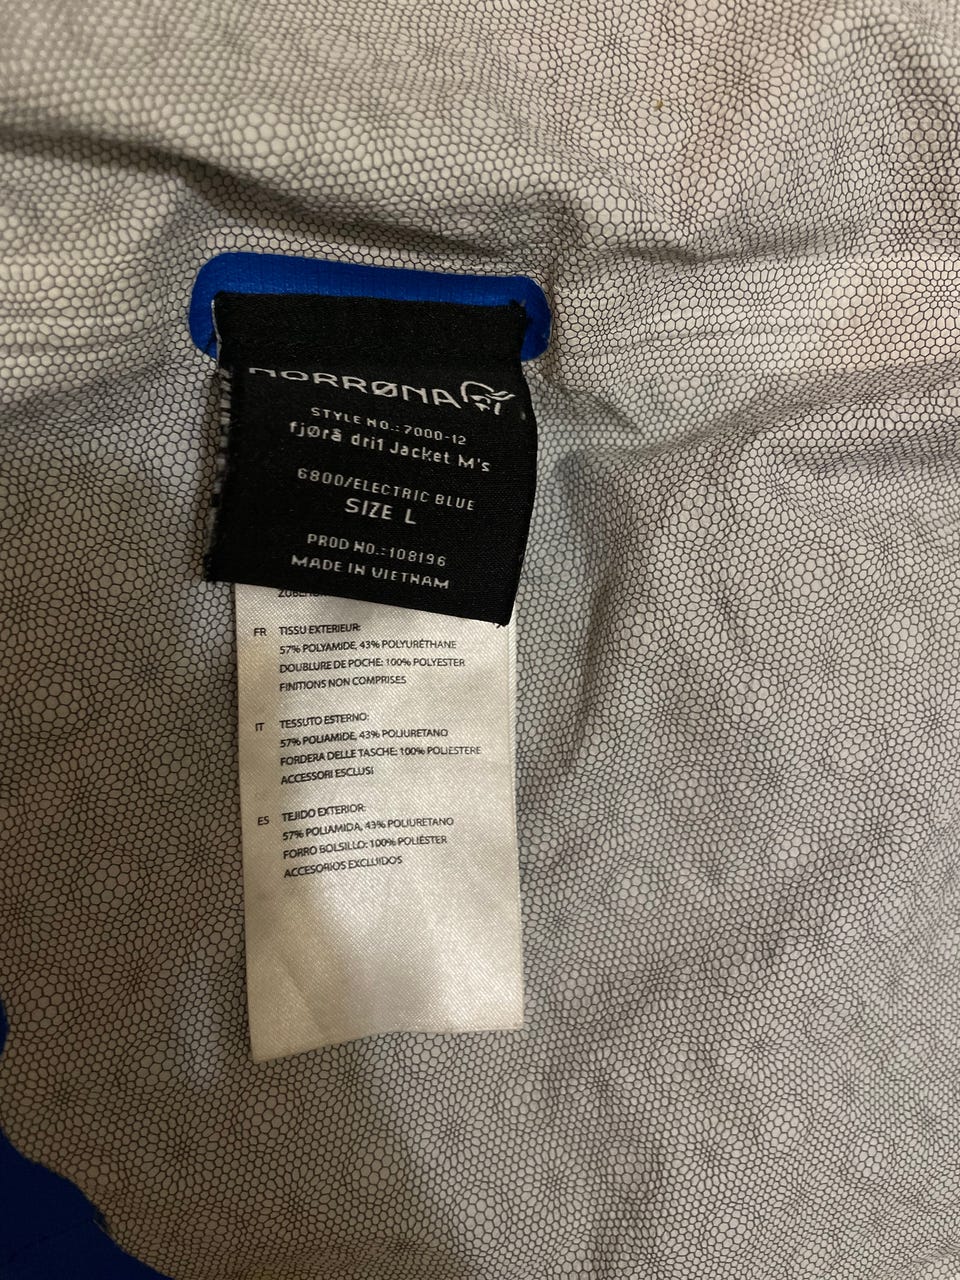 NORRØNA
STYLE NO.:7000-12
fjØrå dri1 Jacket M's
6800/ELECTRIC BLUE
SIZE L
PROD NO.:108196
MADE IN VIETNAM
FR TISSU EXTERIEUR:
57% POLYAMIDE, 43% POLYURÉTHANE
DOUBLURE DE POCHE: 100% POLYESTER
FINITIONS NON COMPRISES
IT TESSUTO ESTERNO:
57% POLIAMIDE, 43% POLIURETANO
FORDERA DELLE TASCHE: 100% POLIESTERE
ACCESSORI ESCLUSI
ES TEJIDO EXTERIOR:
57% POLIAMIDA, 43% POLIURETANO
FORRO BOLSILLO: 100% POLIÉSTER
ACCESORIOS EXCLUIDOS